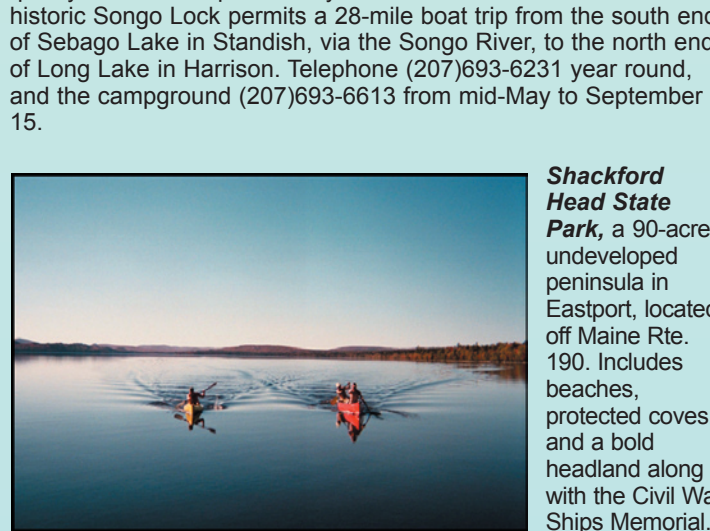 historic Songo Lock permits a 28-mile boat trip from the south end
of Sebago Lake in Standish, via the Songo River, to the north end
of Long Lake in Harrison. Telephone (207)693-6231 year round,
and the campground (207)693-6613 from mid-May to September
15.
Shackford
Head State
Park, a 90-acre
undeveloped
peninsula in
Eastport, located
off Maine Rte.
190. Includes
beaches,
protected coves
and a bold
headland along
with the Civil Wa
Ships Memorial